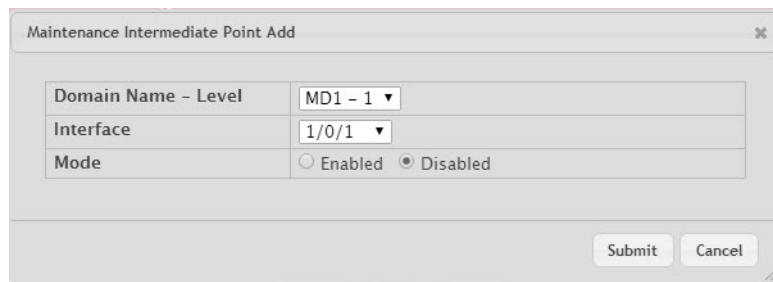 Maintenance Intermediate Point Add
Domain Name – Level MD1 – 1
Interface 1/0/1
Mode Enabled Disabled
Submit Cancel